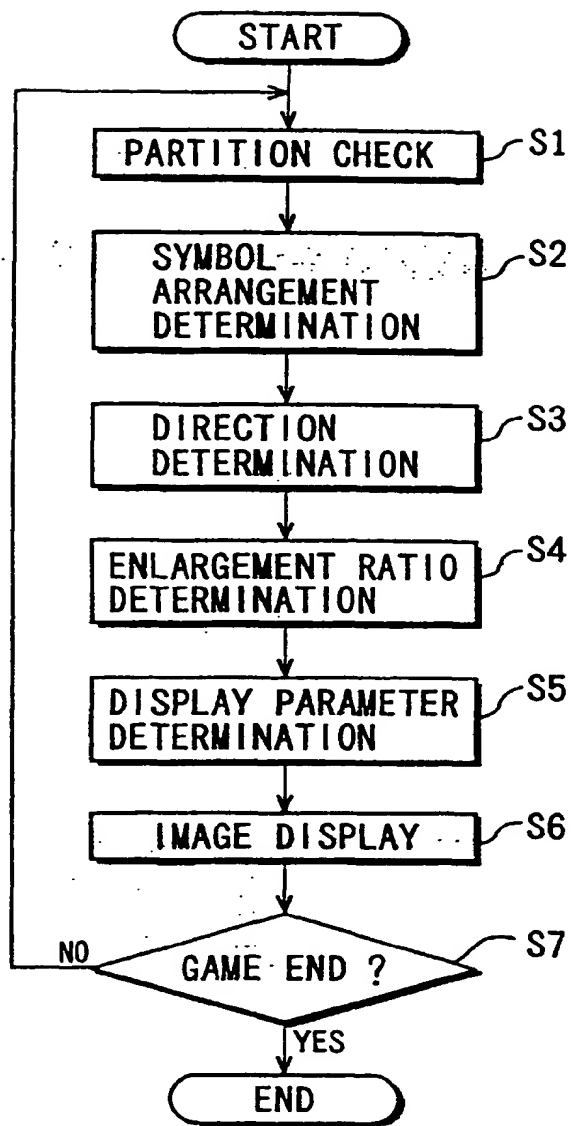 START
PARTITION CHECK
S1
SYMBOL
ARRANGEMENT
DETERMINATION
S2
DIRECTION
DETERMINATION
S3
ENLARGEMENT RATIO
DETERMINATION
S4
DISPLAY PARAMETER
DETERMINATION
S5
IMAGE DISPLAY
S6
GAME END ?
S7
NO
YES
END